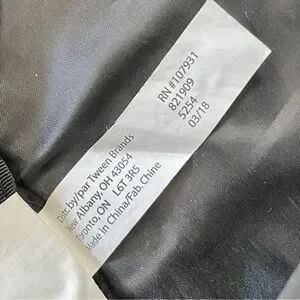 RN #107931
821909
5254
03/18
Distr. by/par Tween Brands
New Albany, OH 43054
Toronto, ON L6T 3R5
Made in China/Fab. Chine